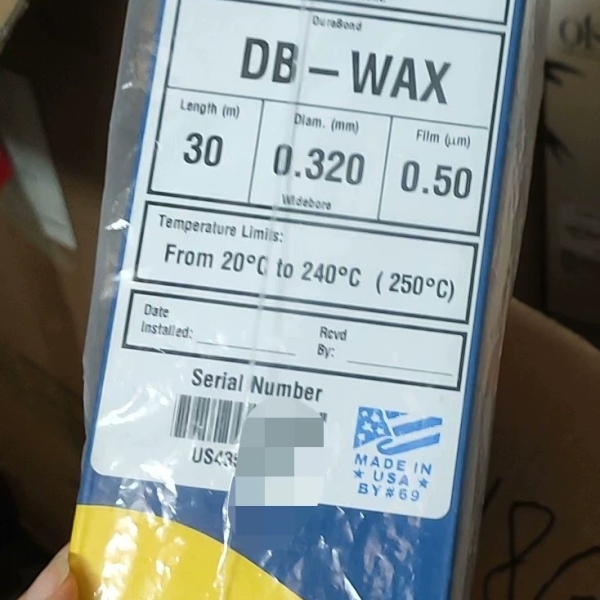 DuraBond
DB – WAX
Length (m)
30
Diam. (mm)
0.320
Widebore
Film (µm)
0.50
Temperature Limits:
From 20°C to 240°C (250°C)
Date
Installed:
Rcvd
By:
Serial Number
US435
MADE IN
★ USA ★
BY#69